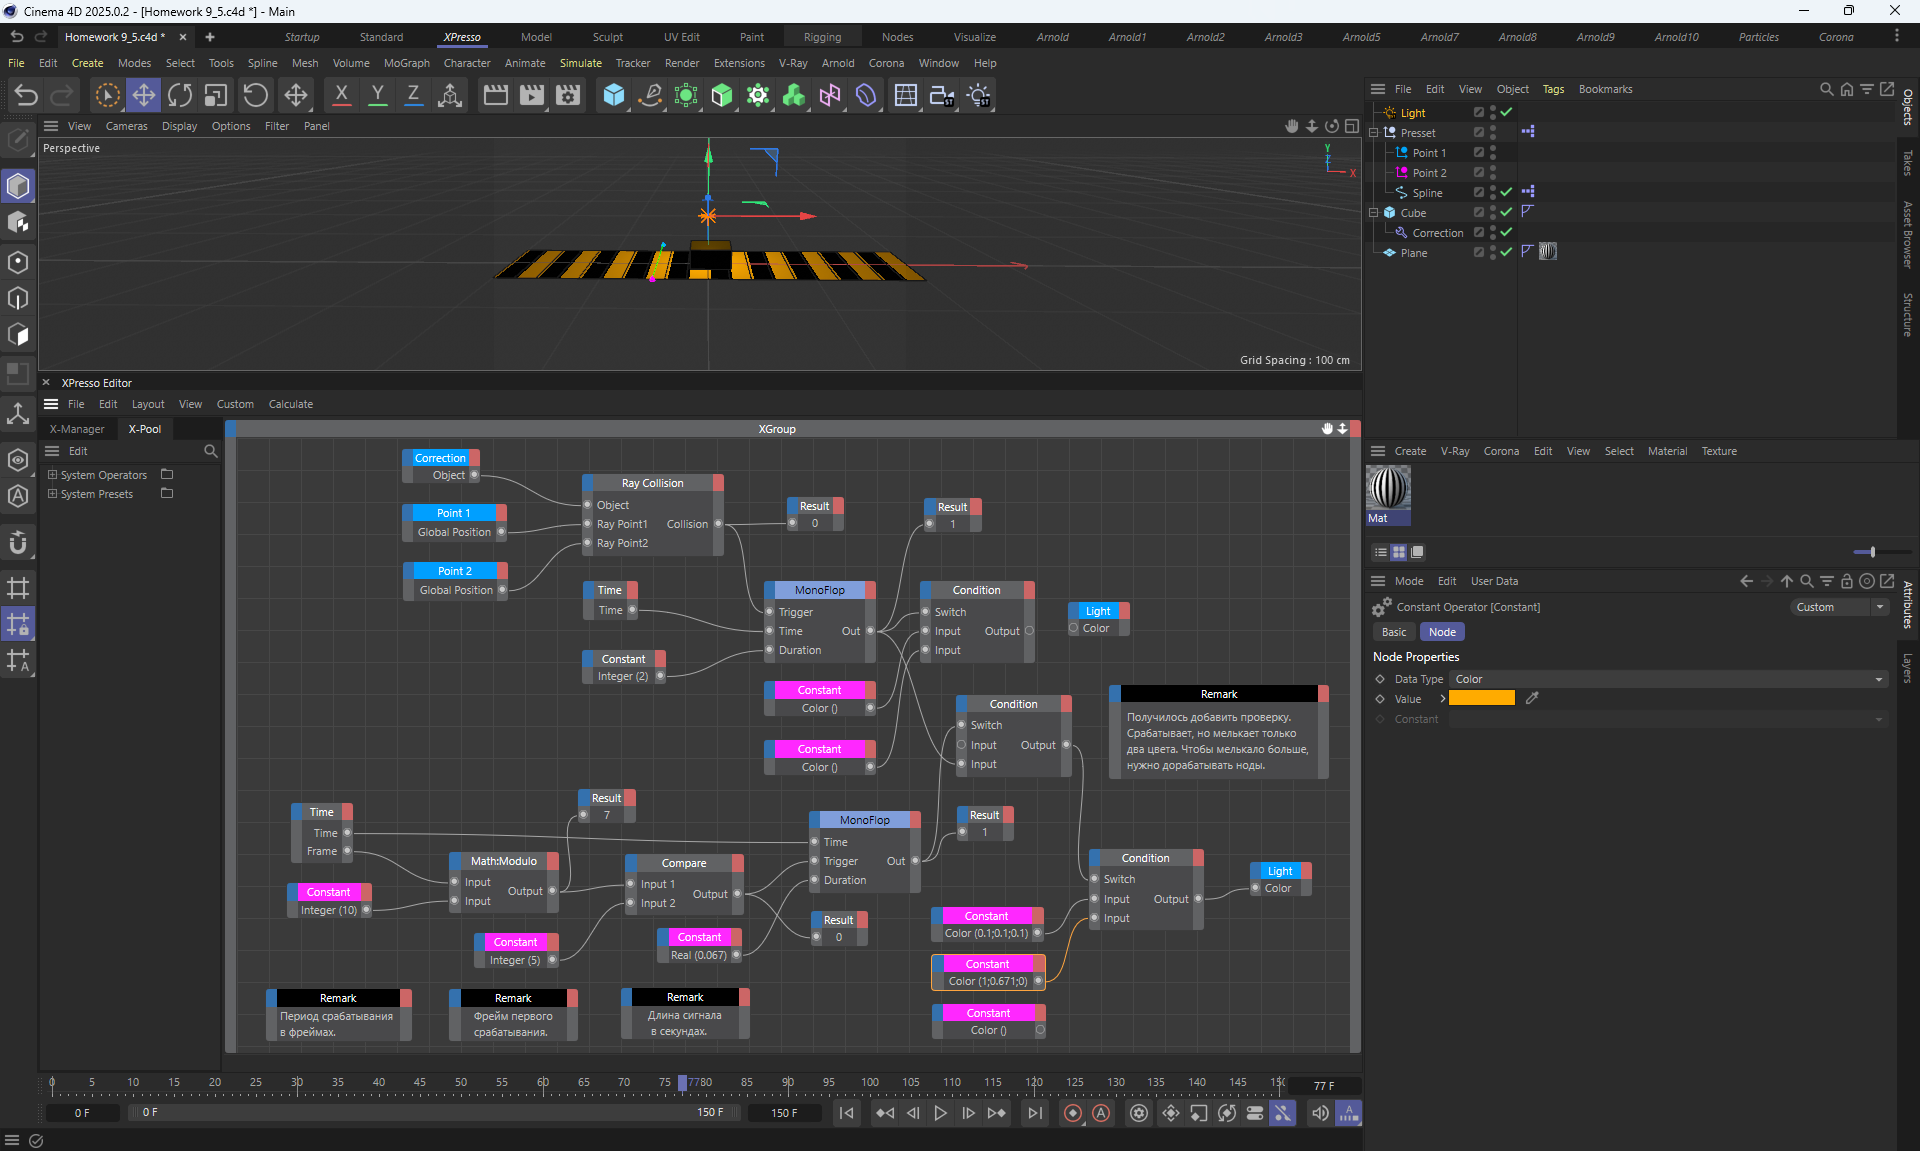 Cinema 4D 2025.0.2 - [Homework 9_5.c4d *] - Main
Homework 9_5.c4d *
Startup Standard XPresso Model Sculpt UV Edit Paint Rigging Nodes Visualize Arnold Arnold1 Arnold2 Arnold3 Arnold5 Arnold7 Arnold8 Arnold9 Arnold10 Particles Corona
File Edit Create Modes Select Tools Spline Mesh Volume MoGraph Character Animate Simulate Tracker Render Extensions V-Ray Arnold Corona Window Help
X Y Z
View Cameras Display Options Filter Panel
Perspective
Y
X
Grid Spacing : 100 cm
XPresso Editor
File Edit Layout View Custom Calculate
X-Manager X-Pool
Edit
System Operators
System Presets
XGroup
Correction
Object
Point 1
Global Position
Point 2
Global Position
Ray Collision
Object
Ray Point1 Collision
Ray Point2
Result
0
Result
1
Time
Time
Constant
Integer (2)
MonoFlop
Trigger
Time Out
Duration
Condition
Switch
Input Output
Input
Light
Color
Constant
Color ()
Constant
Color ()
Condition
Switch
Input Output
Input
Remark
Получилось добавить проверку.
Срабатывает, но мелькает только
два цвета. Чтобы мелькало больше,
нужно дорабатывать ноды.
Time
Time
Frame
Constant
Integer (10)
Math:Modulo
Input
Output
Input
Result
7
Constant
Integer (5)
Compare
Input 1
Output
Input 2
Constant
Real (0.067)
MonoFlop
Time
Trigger Out
Duration
Result
1
Result
0
Condition
Switch
Input Output
Input
Light
Color
Constant
Color (0.1;0.1;0.1)
Constant
Color (1;0.671;0)
Constant
Color ()
Remark
Период срабатывания
в фреймах.
Remark
Фрейм первого
срабатывания.
Remark
Длина сигнала
в секундах.
0 5 10 15 20 25 30 35 40 45 50 55 60 65 70 75 7780 85 90 95 100 105 110 115 120 125 130 135 140 145 77 F
0 F 0 F 150 F 150 F
File Edit View Object Tags Bookmarks
Light
Presset
Point 1
Point 2
Spline
Cube
Correction
Plane
Objects
Takes
Asset Browser
Structure
Create V-Ray Corona Edit View Select Material Texture
Mat
Mode Edit User Data
Constant Operator [Constant] Custom
Basic Node
Node Properties
Data Type Color
Value
Constant
Attributes
Layers